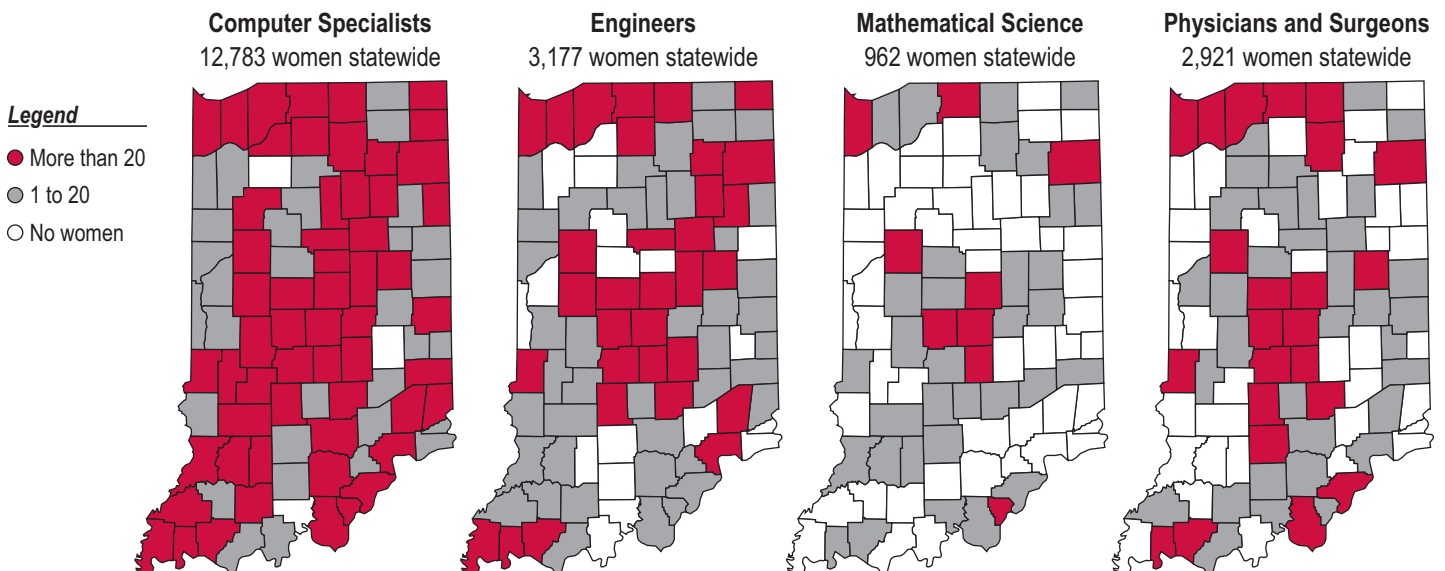 Computer Specialists
12,783 women statewide
Engineers
3,177 women statewide
Mathematical Science
962 women statewide
Physicians and Surgeons
2,921 women statewide
Legend
More than 20
1 to 20
No women